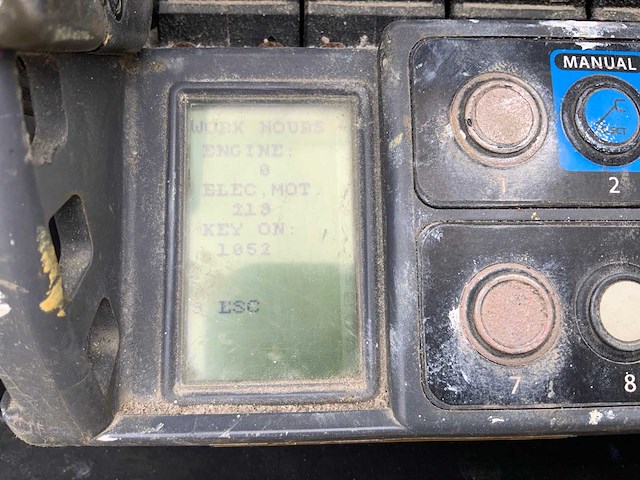 WORK HOURS
ENGINE:
0
ELEC.MOT.
213
KEY ON:
1052
ESC
MANUAL
1
2
7
8